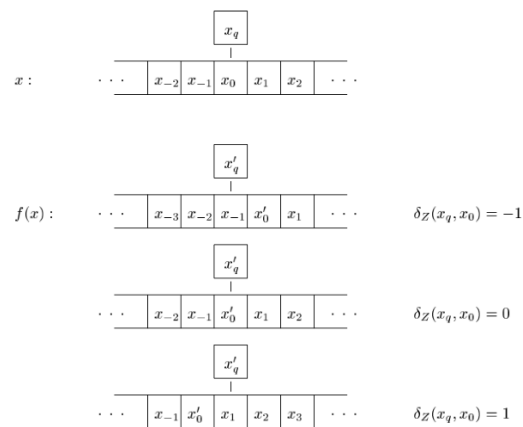 x_q
x : · · · x_{-2} x_{-1} x_0 x_1 x_2 · · ·
x'_q
f(x) : · · · x_{-3} x_{-2} x_{-1} x'_0 x_1 · · · δ_Z(x_q, x_0) = −1
x'_q
· · · x_{-2} x_{-1} x'_0 x_1 x_2 · · · δ_Z(x_q, x_0) = 0
x'_q
· · · x_{-1} x'_0 x_1 x_2 x_3 · · · δ_Z(x_q, x_0) = 1